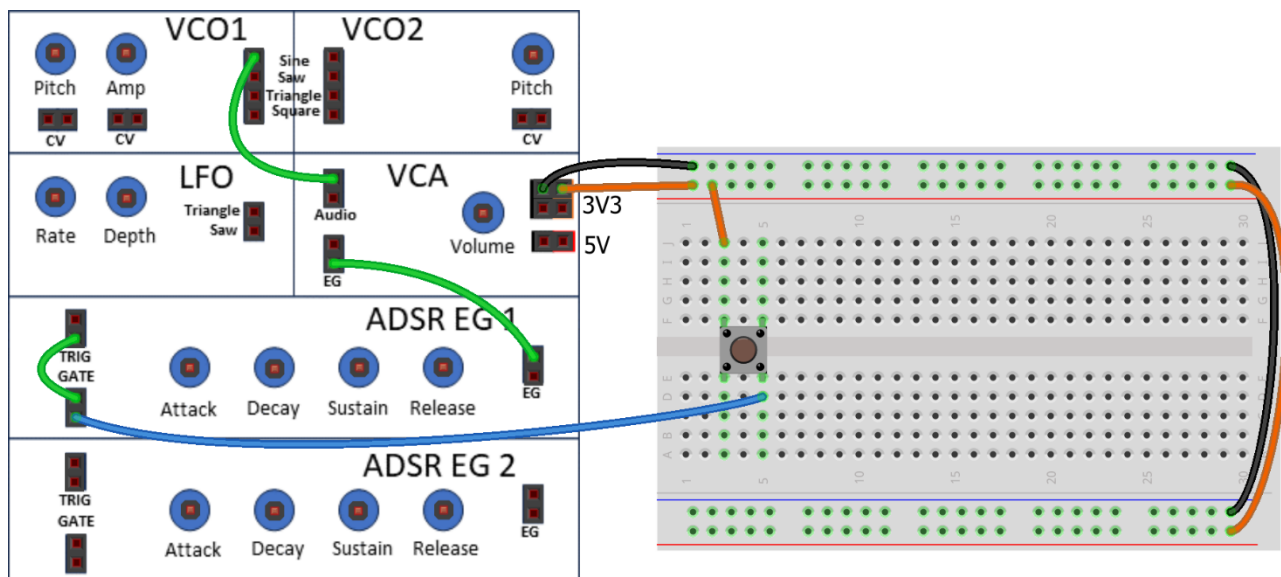 VCO1
VCO2
Pitch
Amp
Sine
Saw
Triangle
Square
Pitch
CV
CV
CV
LFO
VCA
Rate
Depth
Triangle
Saw
Audio
Volume
3V3
5V
EG
ADSR EG 1
TRIG
GATE
Attack
Decay
Sustain
Release
EG
ADSR EG 2
TRIG
GATE
Attack
Decay
Sustain
Release
EG
1 5 10 15 20 25 30
J
I
H
G
F
E
D
C
B
A
1 5 10 15 20 25 30